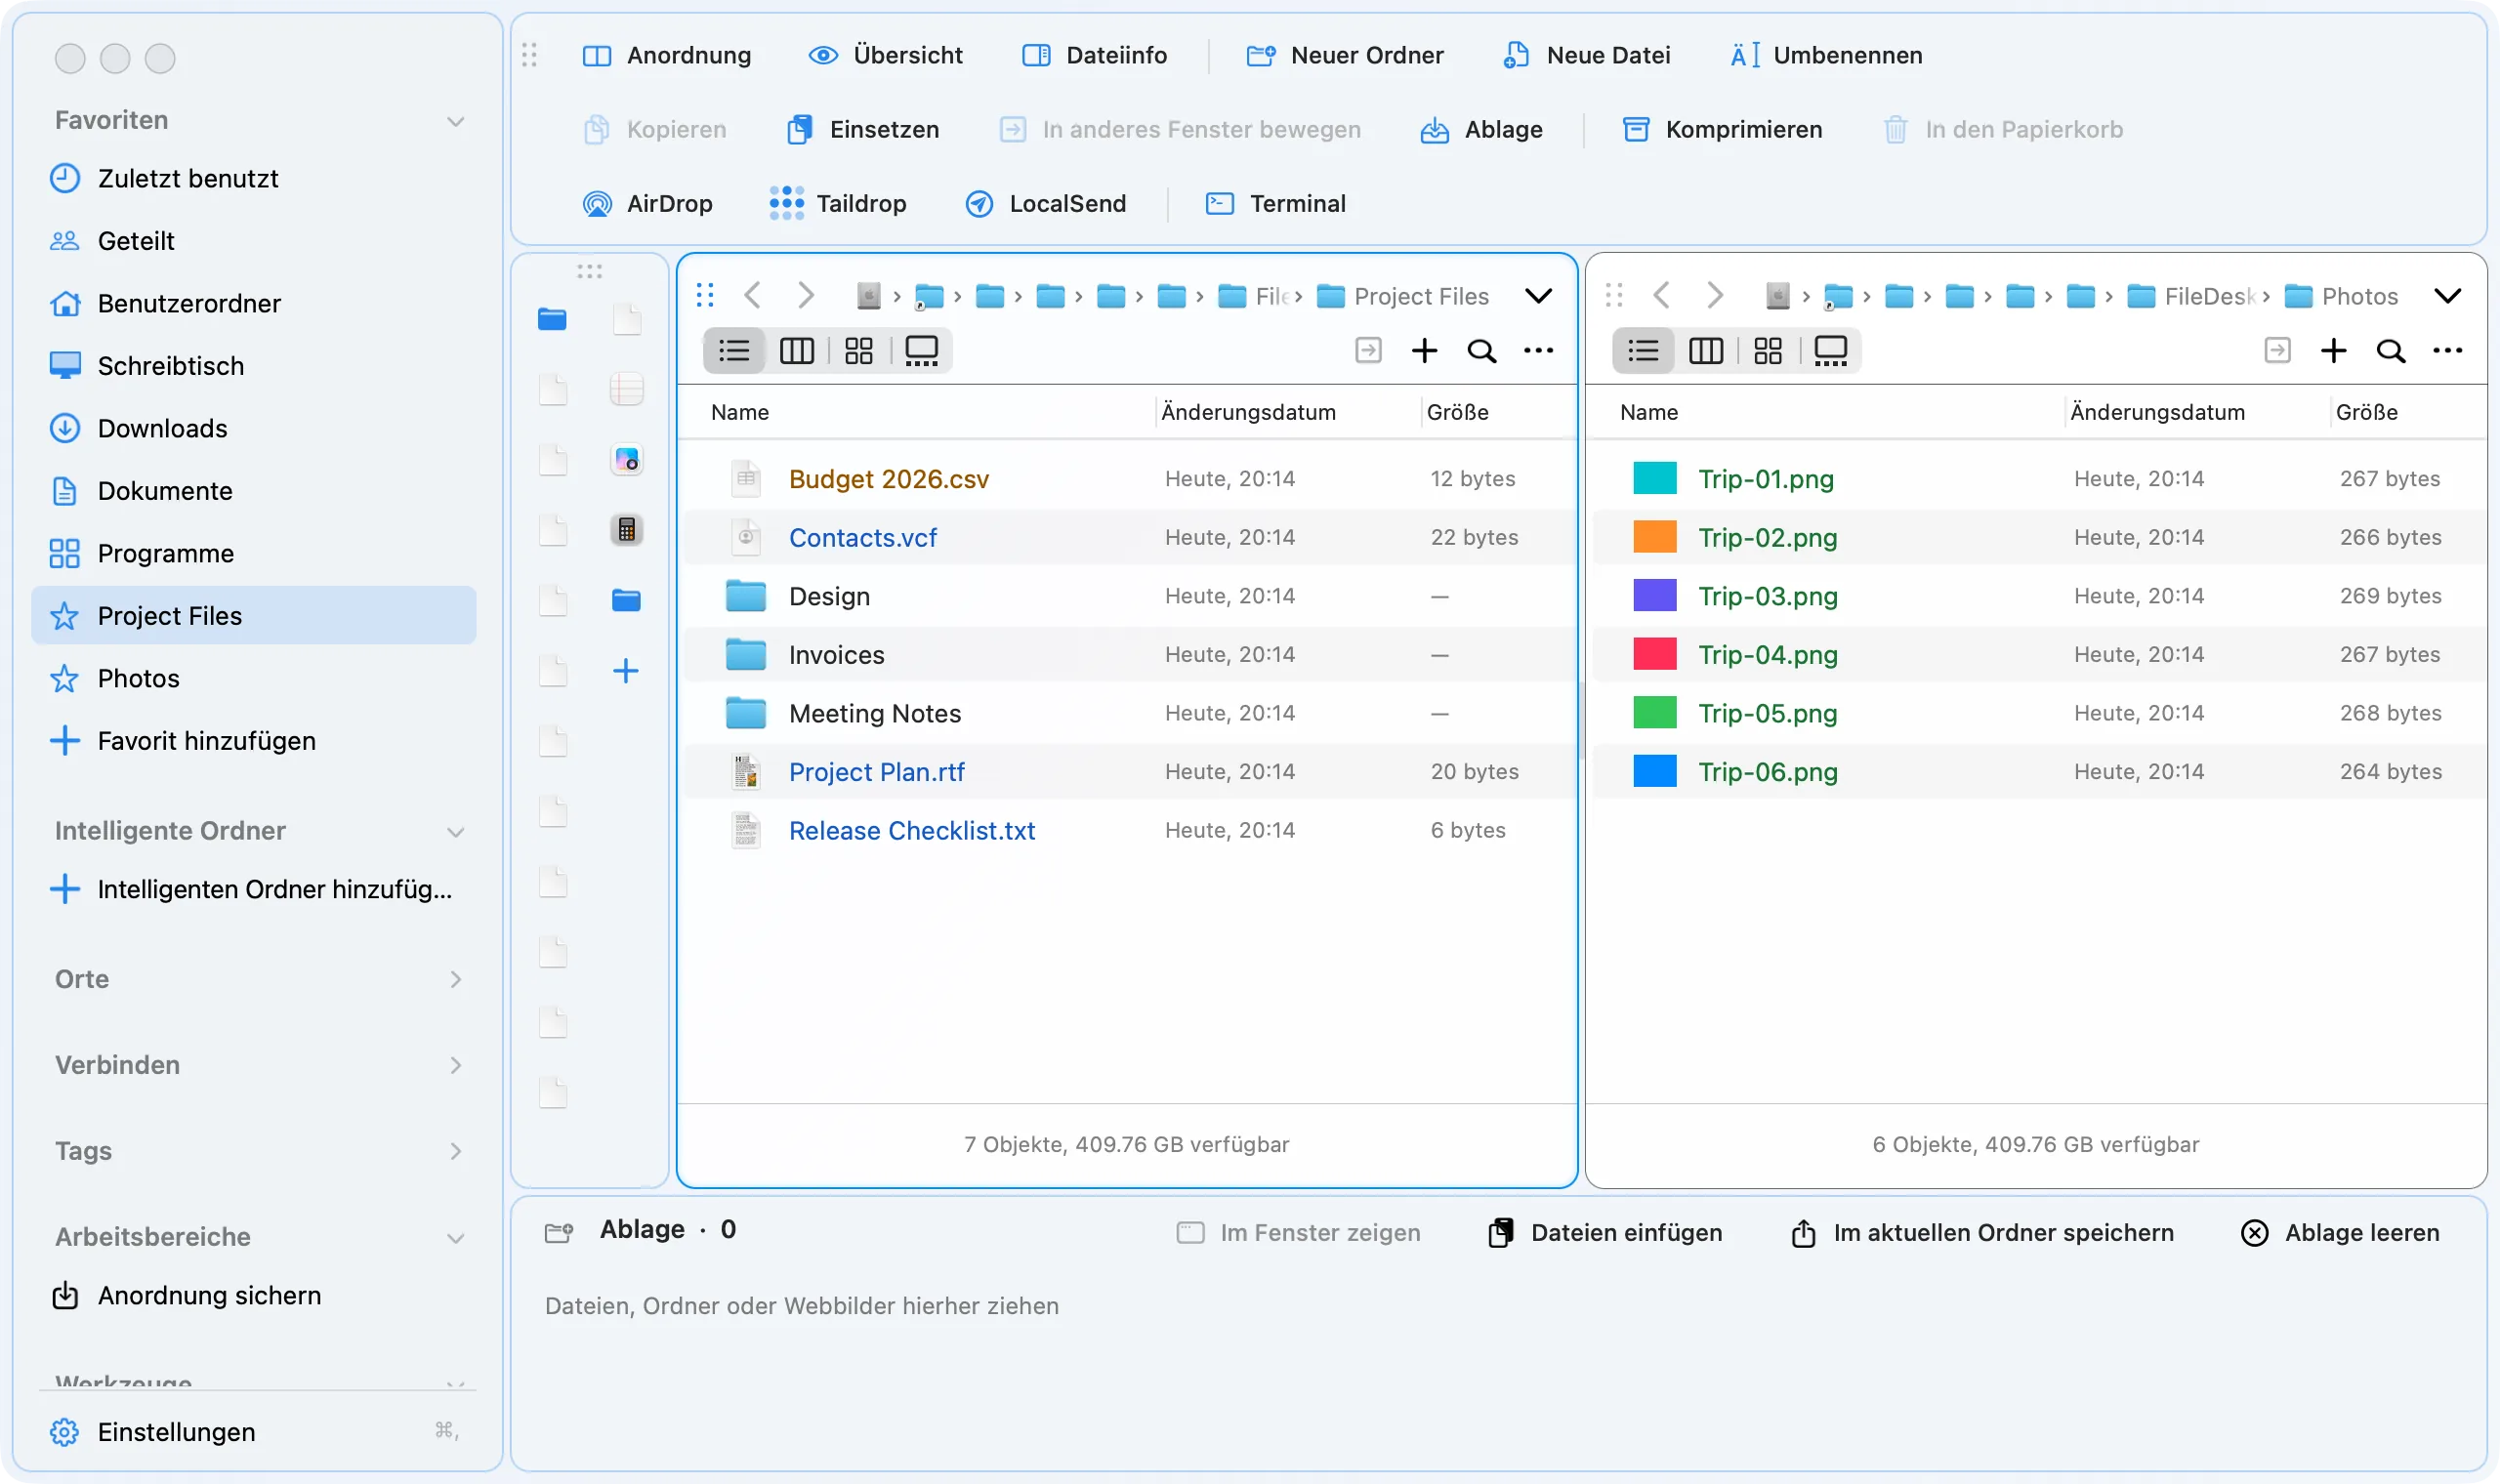 Favoriten
Zuletzt benutzt
Geteilt
Benutzerordner
Schreibtisch
Downloads
Dokumente
Programme
Project Files
Photos
Favorit hinzufügen
Intelligente Ordner
Intelligenten Ordner hinzufüg...
Orte
Verbinden
Tags
Arbeitsbereiche
Anordnung sichern
Werkzeuge
Einstellungen ⌘,
Anordnung Übersicht Dateiinfo Neuer Ordner Neue Datei Umbenennen
Kopieren Einsetzen In anderes Fenster bewegen Ablage Komprimieren In den Papierkorb
AirDrop Taildrop LocalSend Terminal
File › Project Files
Name Änderungsdatum Größe
Budget 2026.csv Heute, 20:14 12 bytes
Contacts.vcf Heute, 20:14 22 bytes
Design Heute, 20:14 —
Invoices Heute, 20:14 —
Meeting Notes Heute, 20:14 —
Project Plan.rtf Heute, 20:14 20 bytes
Release Checklist.txt Heute, 20:14 6 bytes
7 Objekte, 409.76 GB verfügbar
FileDesk › Photos
Name Änderungsdatum Größe
Trip-01.png Heute, 20:14 267 bytes
Trip-02.png Heute, 20:14 266 bytes
Trip-03.png Heute, 20:14 269 bytes
Trip-04.png Heute, 20:14 267 bytes
Trip-05.png Heute, 20:14 268 bytes
Trip-06.png Heute, 20:14 264 bytes
6 Objekte, 409.76 GB verfügbar
Ablage · 0 Im Fenster zeigen Dateien einfügen Im aktuellen Ordner speichern Ablage leeren
Dateien, Ordner oder Webbilder hierher ziehen